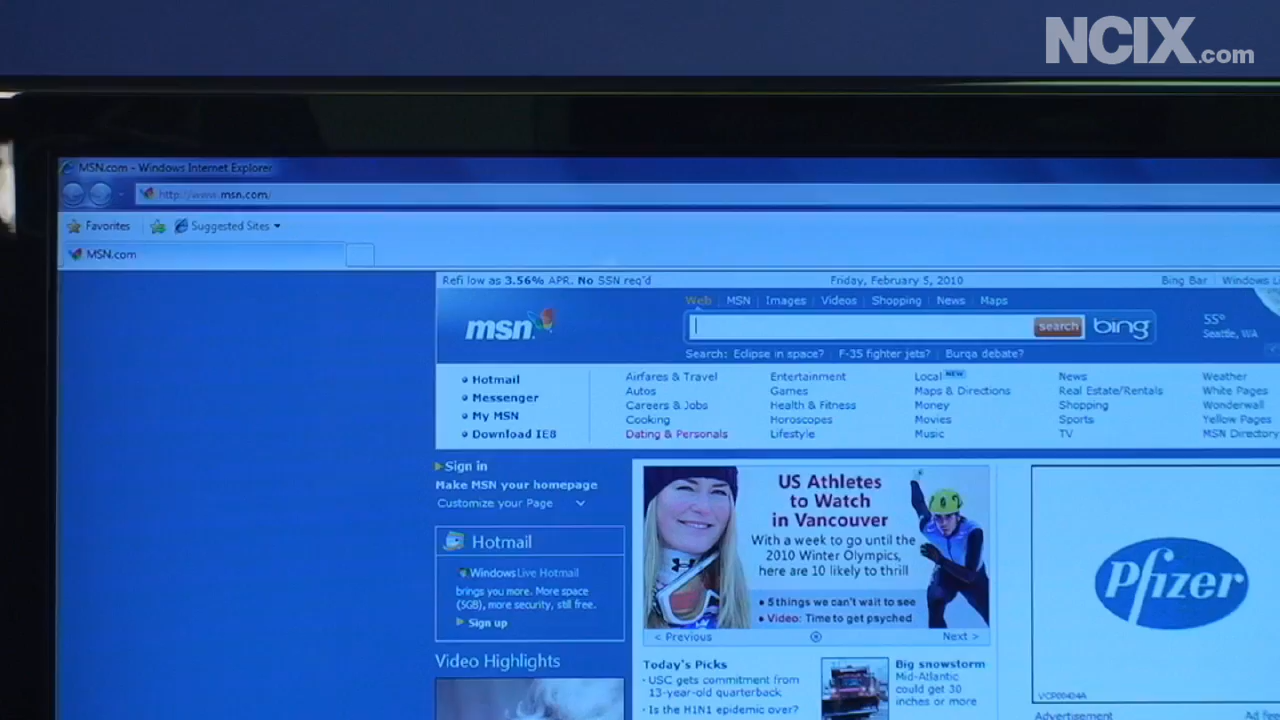 NCIX.com
MSN.com - Windows Internet Explorer
http://www.msn.com/
Favorites
Suggested Sites
MSN.com
Refi low as 3.56% APR. No SSN req'd
Friday, February 5, 2010
Bing Bar
Windows Li
Web MSN Images Videos Shopping News Maps
msn
search
bing
55°
Seattle, WA
Search: Eclipse in space? F-35 fighter jets? Burqa debate?
Hotmail
Messenger
My MSN
Download IE8
Airfares & Travel
Autos
Careers & Jobs
Cooking
Dating & Personals
Entertainment
Games
Health & Fitness
Horoscopes
Lifestyle
Local NEW
Maps & Directions
Money
Movies
Music
News
Real Estate/Rentals
Shopping
Sports
TV
Weather
White Pages
Wonderwall
Yellow Pages
MSN Directory
Sign in
Make MSN your homepage
Customize your Page
Hotmail
Windows Live Hotmail
brings you more. More space
(5GB), more security, still free.
Sign up
Video Highlights
US Athletes
to Watch
in Vancouver
With a week to go until the
2010 Winter Olympics,
here are 10 likely to thrill
• 5 things we can't wait to see
• Video: Time to get psyched
< Previous
Next >
Today's Picks
· USC gets commitment from
13-year-old quarterback
· Is the H1N1 epidemic over?
Big snowstorm
Mid-Atlantic
could get 30
inches or more
Pfizer
Advertisement
Ad Fee